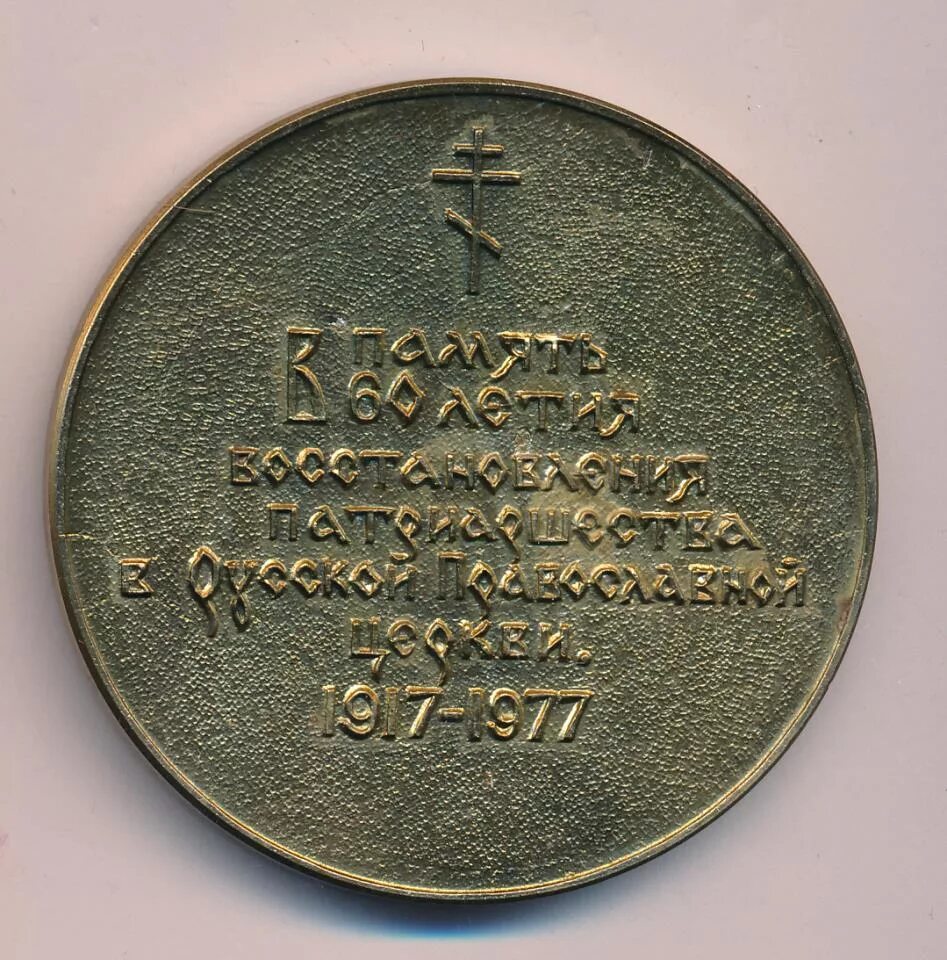 В память
60 летия
восстановления
патриаршества
в Русской Православной
Церкви.
1917-1977